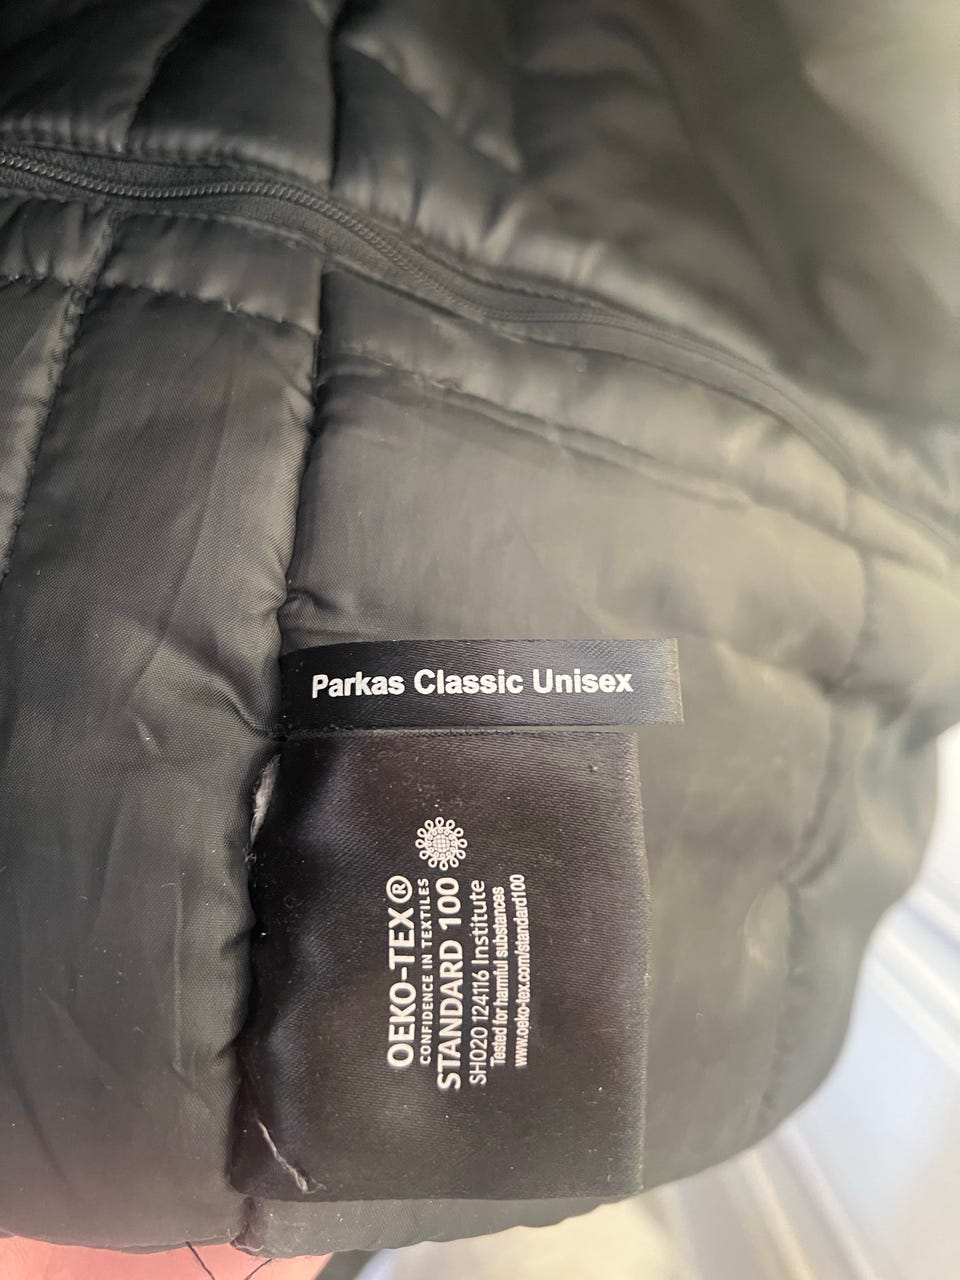 Parkas Classic Unisex
OEKO-TEX®
CONFIDENCE IN TEXTILES
STANDARD 100
SH020 124116 Institute
Tested for harmful substances
www.oeko-tex.com/standard100